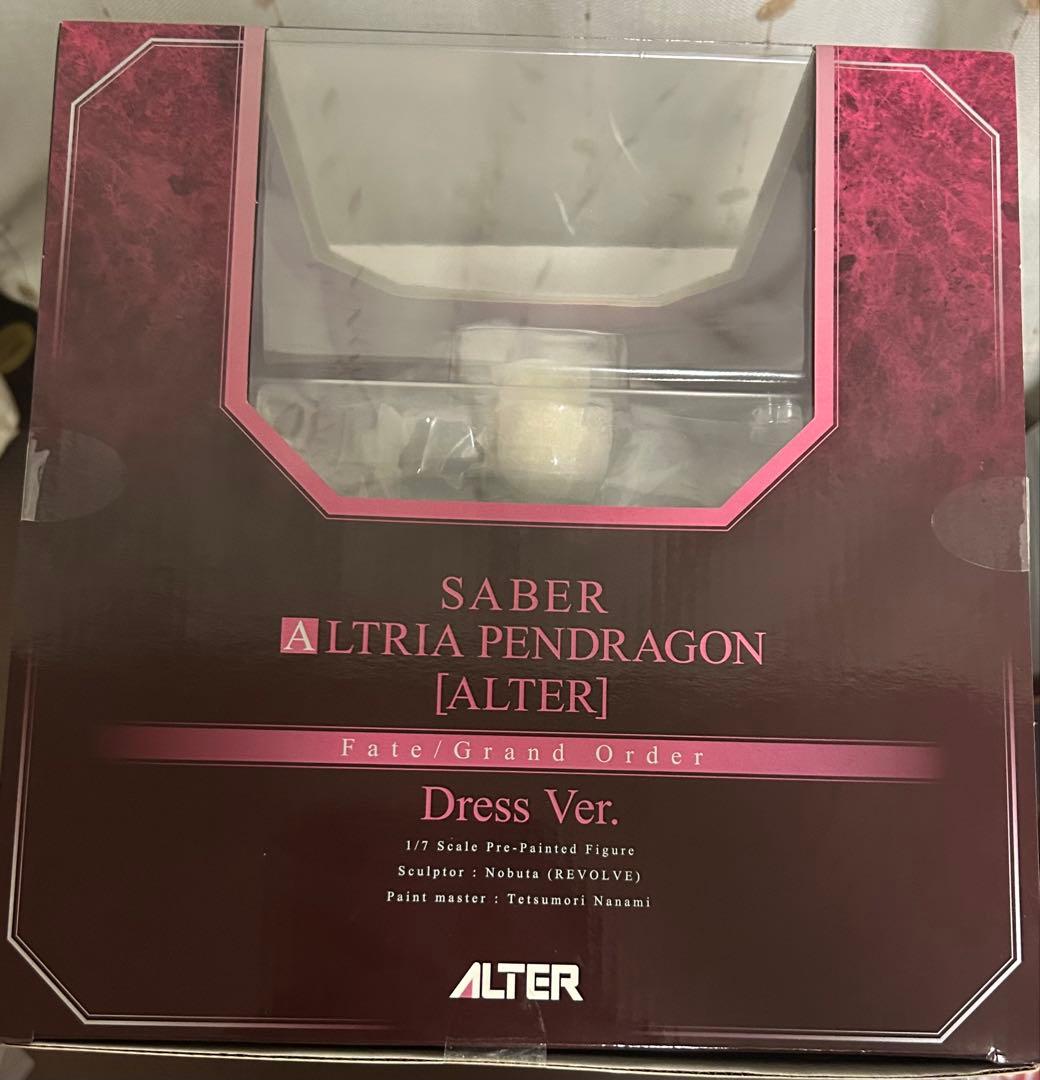 SABER
ALTRIA PENDRAGON
[ALTER]
Fate/Grand Order
Dress Ver.
1/7 Scale Pre-Painted Figure
Sculptor : Nobuta (REVOLVE)
Paint master : Tetsumori Nanami
ALTER